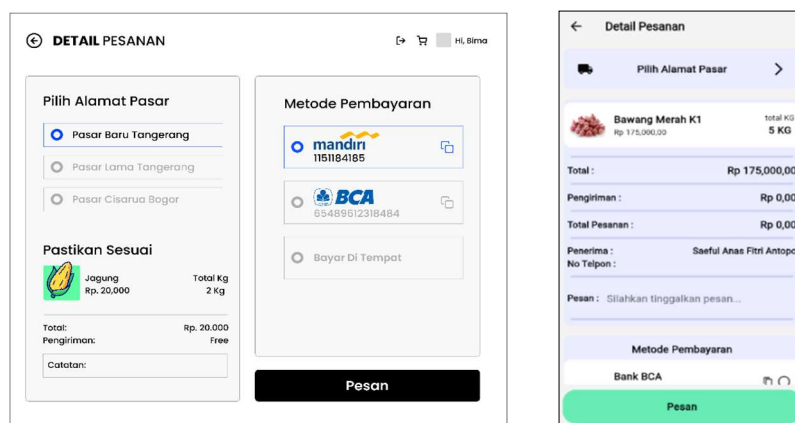 DETAIL PESANAN
Hi, Bima
Pilih Alamat Pasar
Pasar Baru Tangerang
Pasar Lama Tangerang
Pasar Cisarua Bogor
Pastikan Sesuai
Jagung Total Kg
Rp. 20,000 2 Kg
Total: Rp. 20.000
Pengiriman: Free
Catatan:
Metode Pembayaran
mandiri
1151184185
BCA
65489612318484
Bayar Di Tempat
Pesan
Detail Pesanan
Pilih Alamat Pasar
Bawang Merah K1 total KG
Rp 175,000,00 5 KG
Total : Rp 175,000,00
Pengiriman : Rp 0,00
Total Pesanan : Rp 0,00
Penerima : Saeful Anas Fitri Antopo
No Telpon :
Pesan : Silahkan tinggalkan pesan...
Metode Pembayaran
Bank BCA
Pesan